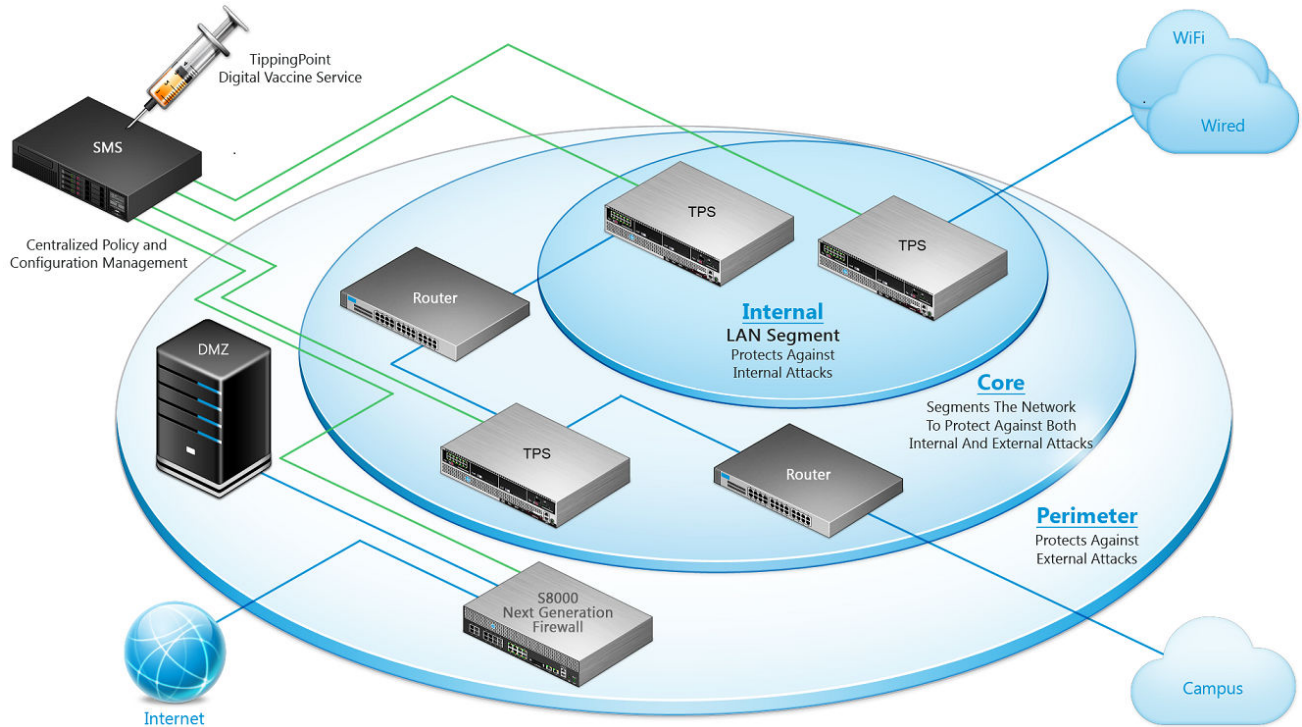 TippingPoint
Digital Vaccine Service
SMS
Centralized Policy and
Configuration Management
WiFi
Wired
TPS
TPS
Router
Internal
LAN Segment
Protects Against
Internal Attacks
DMZ
Core
Segments The Network
To Protect Against Both
Internal And External Attacks
TPS
Router
Perimeter
Protects Against
External Attacks
S8000
Next Generation
Firewall
Internet
Campus